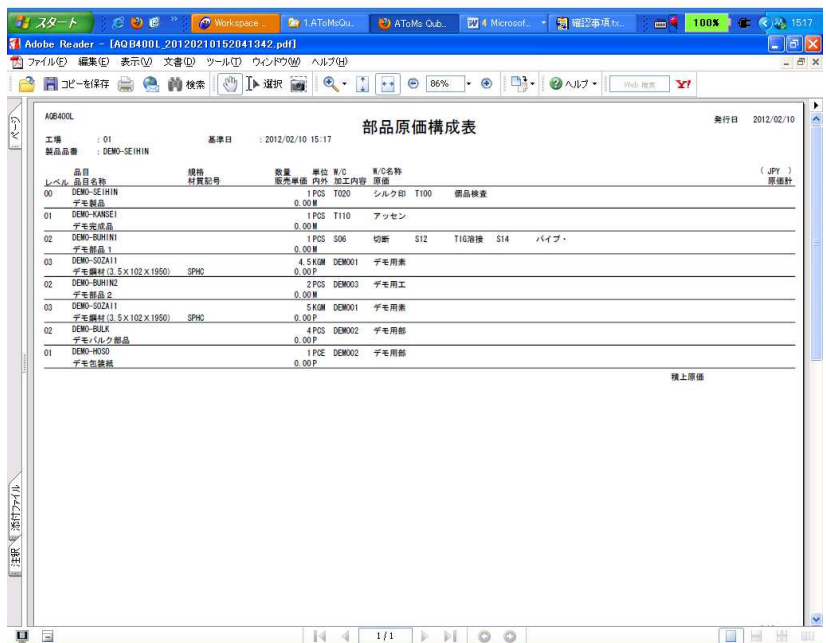 スタート Workspace .. 1.AToMsQu.. AToMs Qub.. 4 Microsof.. 確認事項.tx.. 100% 15:17
Adobe Reader - [AQB400L_20120210152041342.pdf]
ファイル(F) 編集(E) 表示(V) 文書(D) ツール(T) ウィンドウ(W) ヘルプ(H)
コピーを保存 検索 選択 86% ヘルプ Web 検索 Y!
ページ
AQB400L 発行日 2012/02/10
部品原価構成表
工場 : 01 基準日 : 2012/02/10 15:17
製品品番 : DEMO-SEIHIN
品目 規格 数量 単位 W/C W/C名称 ( JPY )
レベル 品目名称 材質記号 販売単価 内外 加工内容 原価 原価計
00 DEMO-SEIHIN 1 PCS T020 シルク印 T100 個品検査
デモ製品 0.00 M
01 DEMO-KANSEI 1 PCS T110 アッセン
デモ完成品 0.00 M
02 DEMO-BUHIN1 1 PCS S06 切断 S12 TIG溶接 S14 パイプ・
デモ部品1 0.00 M
03 DEMO-SOZAI1 4.5 KGM DEMO01 デモ用素
デモ鋼材(3.5×102×1950) SPHC 0.00 P
02 DEMO-BUHIN2 2 PCS DEMO03 デモ用工
デモ部品2 0.00 M
03 DEMO-SOZAI1 5 KGM DEMO01 デモ用素
デモ鋼材(3.5×102×1950) SPHC 0.00 P
02 DEMO-BULK 4 PCS DEMO02 デモ用部
デモバルク部品 0.00 P
01 DEMO-HOSO 1 PCE DEMO02 デモ用部
デモ包装紙 0.00 P
積上原価
添付ファイル
注釈
1/1